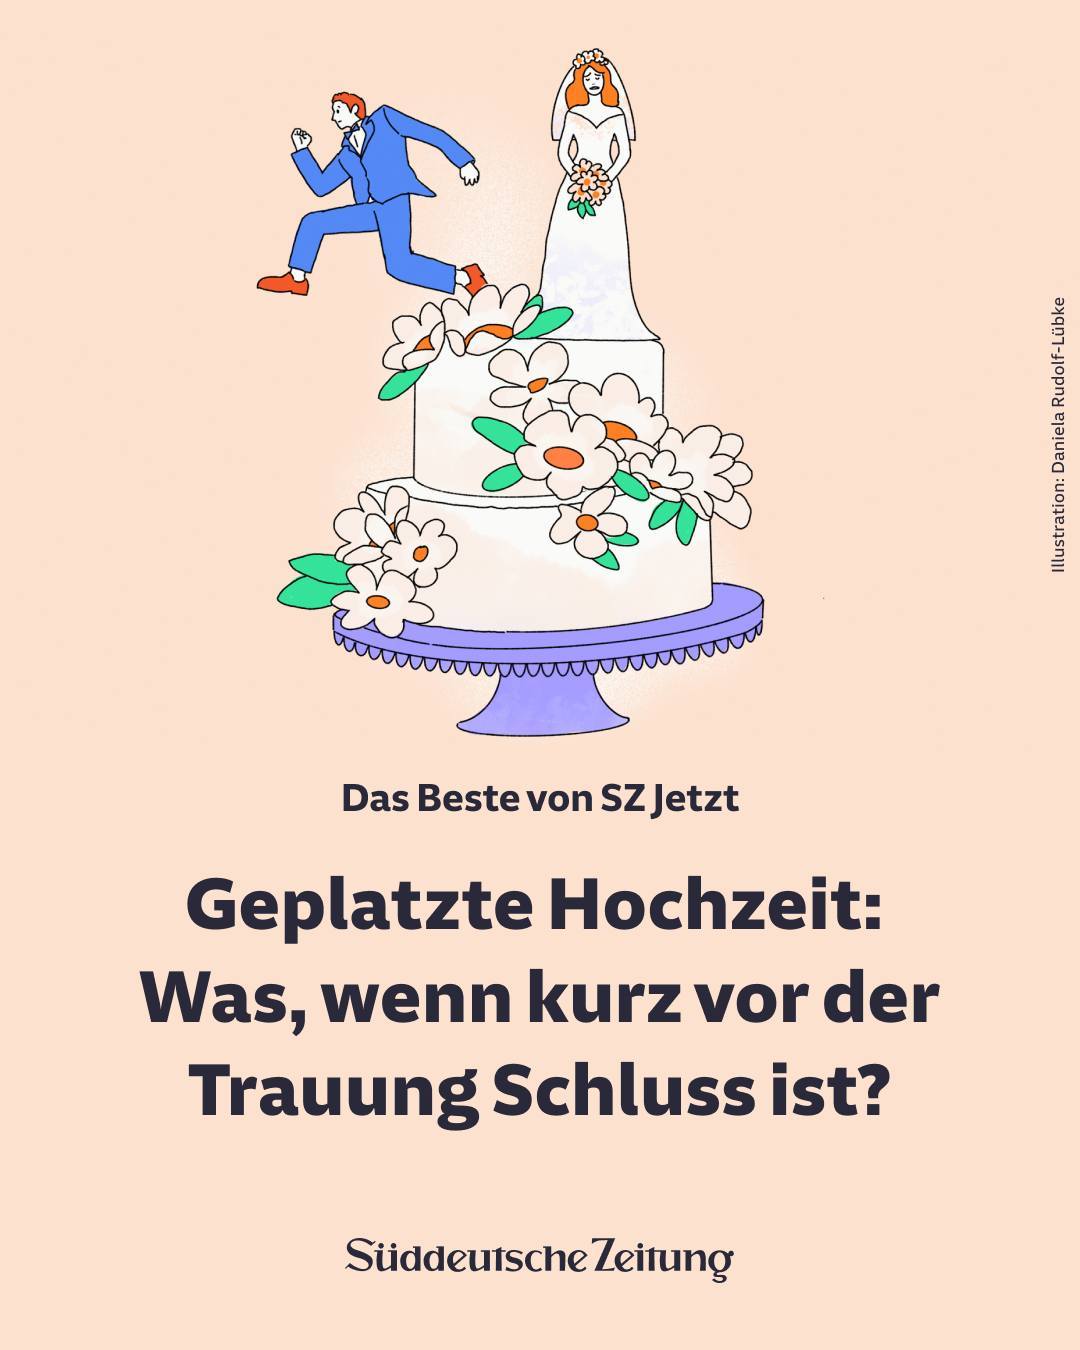 Illustration: Daniela Rudolf-Lübke
Das Beste von SZ Jetzt
Geplatzte Hochzeit:
Was, wenn kurz vor der
Trauung Schluss ist?
Süddeutsche Zeitung